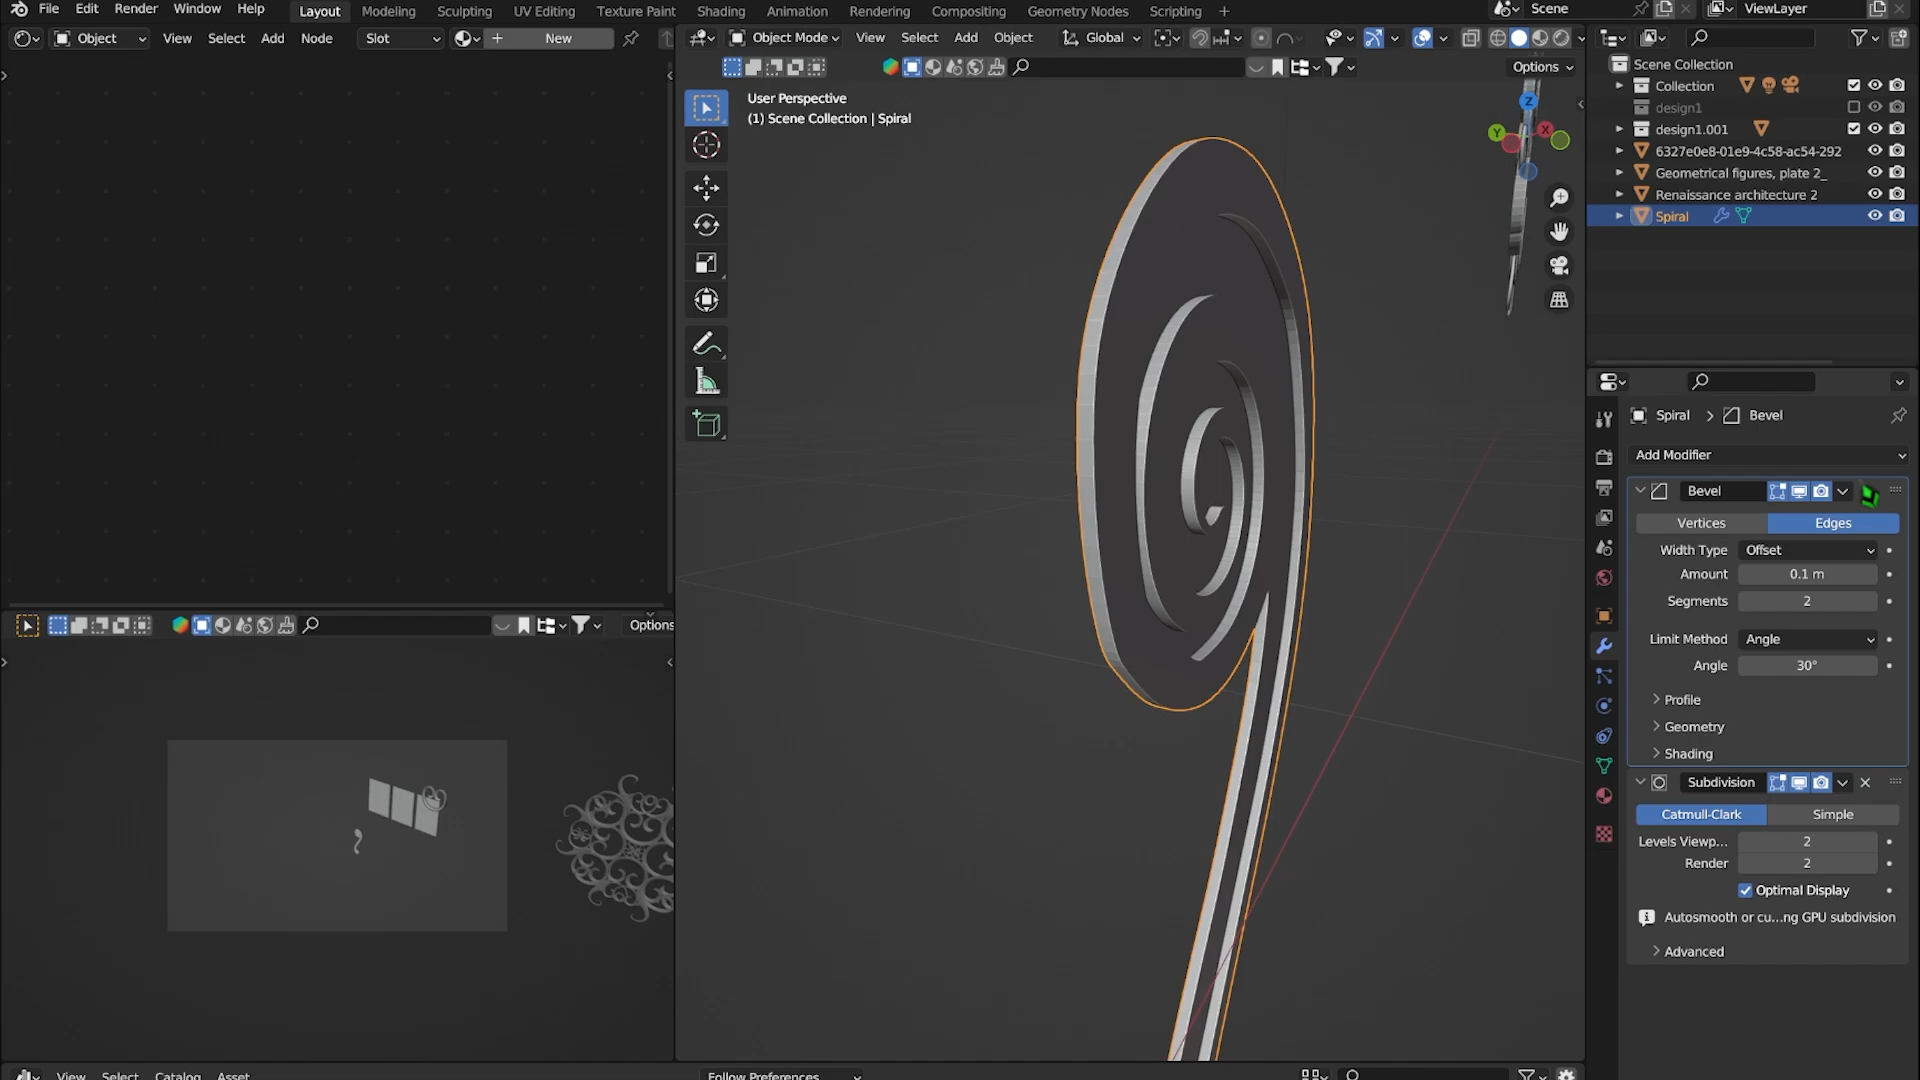 File Edit Render Window Help Layout Modeling Sculpting UV Editing Texture Paint Shading Animation Rendering Compositing Geometry Nodes Scripting + Scene ViewLayer
Object View Select Add Node Slot New Object Mode View Select Add Object Global
Options
User Perspective
(1) Scene Collection | Spiral
Z
Y
X
Scene Collection
Collection
design1
design1.001
6327e0e8-01e9-4c58-ac54-292
Geometrical figures, plate 2_
Renaissance architecture 2
Spiral
Spiral > Bevel
Add Modifier
Bevel
Vertices Edges
Width Type Offset
Amount 0.1 m
Segments 2
Limit Method Angle
Angle 30°
Profile
Geometry
Shading
Subdivision
Catmull-Clark Simple
Levels Viewp... 2
Render 2
Optimal Display
Autosmooth or cu...ng GPU subdivision
Advanced
Options
View Select Catalog Asset
Follow Preferences